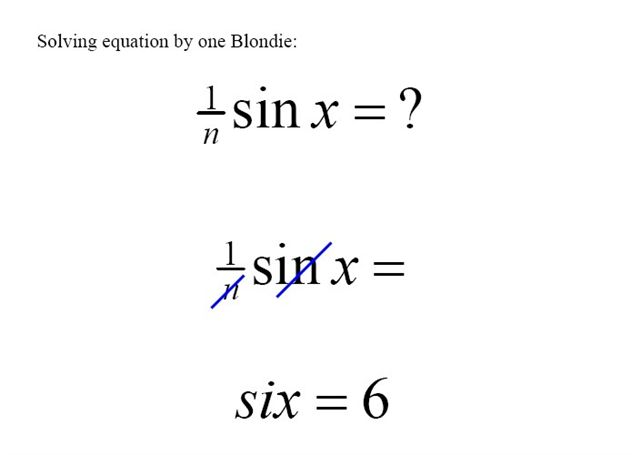 Solving equation by one Blondie:
1/n sin x = ?
1/n sin x =
six = 6